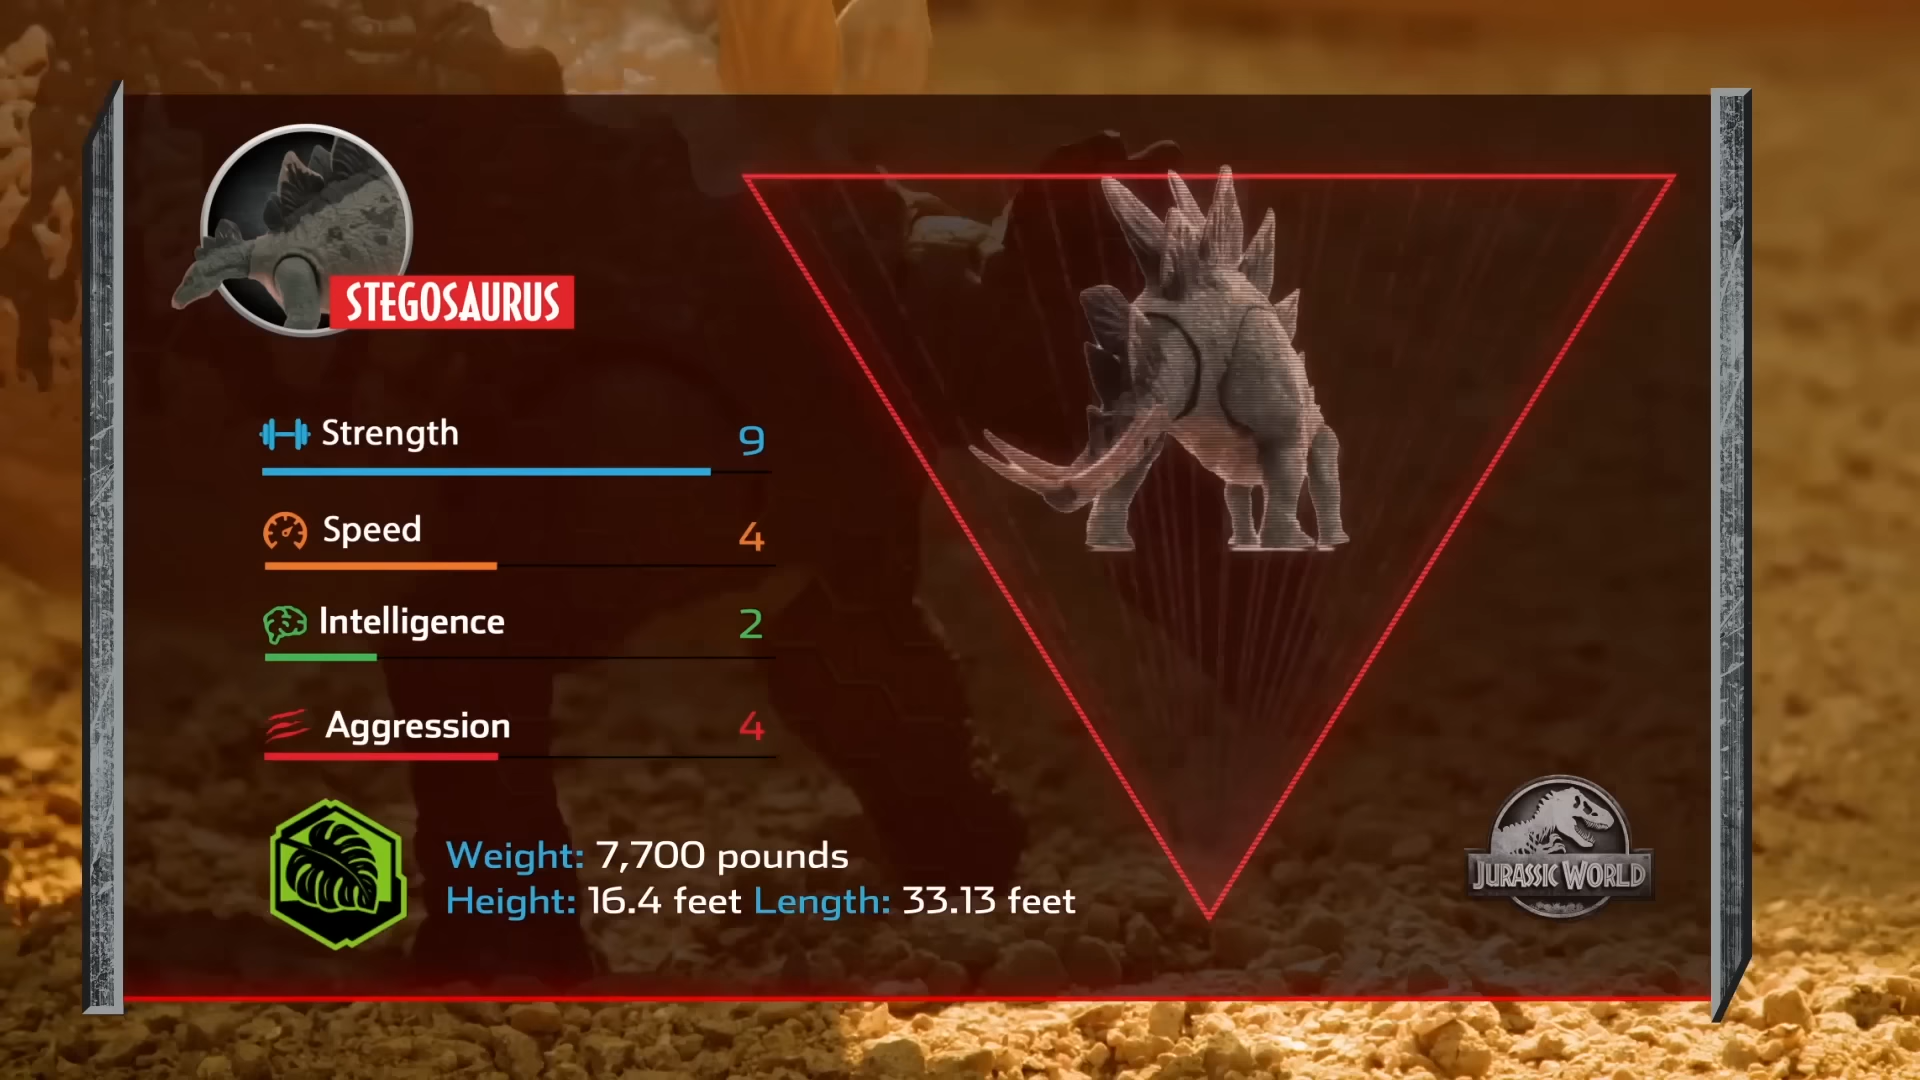 STEGOSAURUS
Strength 9
Speed 4
Intelligence 2
Aggression 4
Weight: 7,700 pounds
Height: 16.4 feet Length: 33.13 feet
JURASSIC WORLD